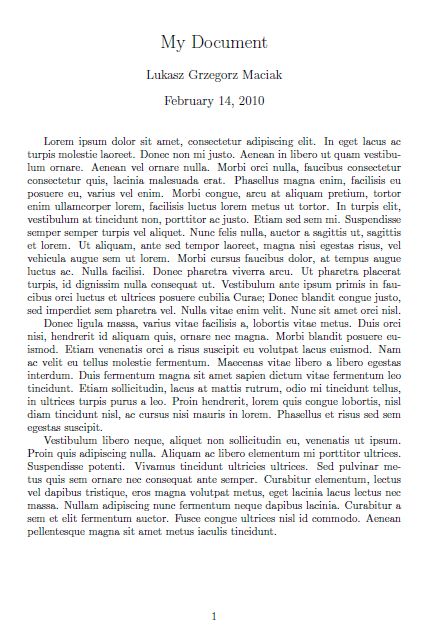 My Document
Lukasz Grzegorz Maciak
February 14, 2010
Lorem ipsum dolor sit amet, consectetur adipiscing elit. In eget lacus ac
turpis molestie laoreet. Donec non mi justo. Aenean in libero ut quam vestibu-
lum ornare. Aenean vel ornare nulla. Morbi orci nulla, faucibus consectetur
consectetur quis, lacinia malesuada erat. Phasellus magna enim, facilisis eu
posuere eu, varius vel enim. Morbi congue, arcu at aliquam pretium, tortor
enim ullamcorper lorem, facilisis luctus lorem metus ut tortor. In turpis elit,
vestibulum at tincidunt non, porttitor ac justo. Etiam sed sem mi. Suspendisse
semper semper turpis vel aliquet. Nunc felis nulla, auctor a sagittis ut, sagittis
et lorem. Ut aliquam, ante sed tempor laoreet, magna nisi egestas risus, vel
vehicula augue sem ut lorem. Morbi cursus faucibus dolor, at tempus augue
luctus ac. Nulla facilisi. Donec pharetra viverra arcu. Ut pharetra placerat
turpis, id dignissim nulla consequat ut. Vestibulum ante ipsum primis in fau-
cibus orci luctus et ultrices posuere cubilia Curae; Donec blandit congue justo,
sed imperdiet sem pharetra vel. Nulla vitae enim velit. Nunc sit amet orci nisl.
Donec ligula massa, varius vitae facilisis a, lobortis vitae metus. Duis orci
nisi, hendrerit id aliquam quis, ornare nec magna. Morbi blandit posuere eu-
ismod. Etiam venenatis orci a risus suscipit eu volutpat lacus euismod. Nam
ac velit eu tellus molestie fermentum. Maecenas vitae libero a libero egestas
interdum. Duis fermentum magna sit amet sapien dictum vitae fermentum leo
tincidunt. Etiam sollicitudin, lacus at mattis rutrum, odio mi tincidunt tellus,
in ultrices turpis purus a leo. Proin hendrerit, lorem quis congue lobortis, nisl
diam tincidunt nisl, ac cursus nisi mauris in lorem. Phasellus et risus sed sem
egestas suscipit.
Vestibulum libero neque, aliquet non sollicitudin eu, venenatis ut ipsum.
Proin quis adipiscing nulla. Aliquam ac libero elementum mi porttitor ultrices.
Suspendisse potenti. Vivamus tincidunt ultricies ultrices. Sed pulvinar me-
tus quis sem ornare nec consequat ante semper. Curabitur elementum, lectus
vel dapibus tristique, eros magna volutpat metus, eget lacinia lacus lectus nec
massa. Nullam adipiscing nunc fermentum neque dapibus lacinia. Curabitur a
sem et elit fermentum auctor. Fusce congue ultrices nisl id commodo. Aenean
pellentesque magna sit amet metus iaculis tincidunt.
1